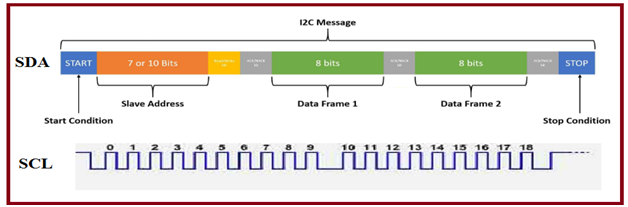 I2C Message
SDA
START
7 or 10 Bits
8 bits
8 bits
STOP
Slave Address
Data Frame 1
Data Frame 2
Start Condition
Stop Condition
SCL
0 1 2 3 4 5 6 7 8 9 10 11 12 13 14 15 16 17 18